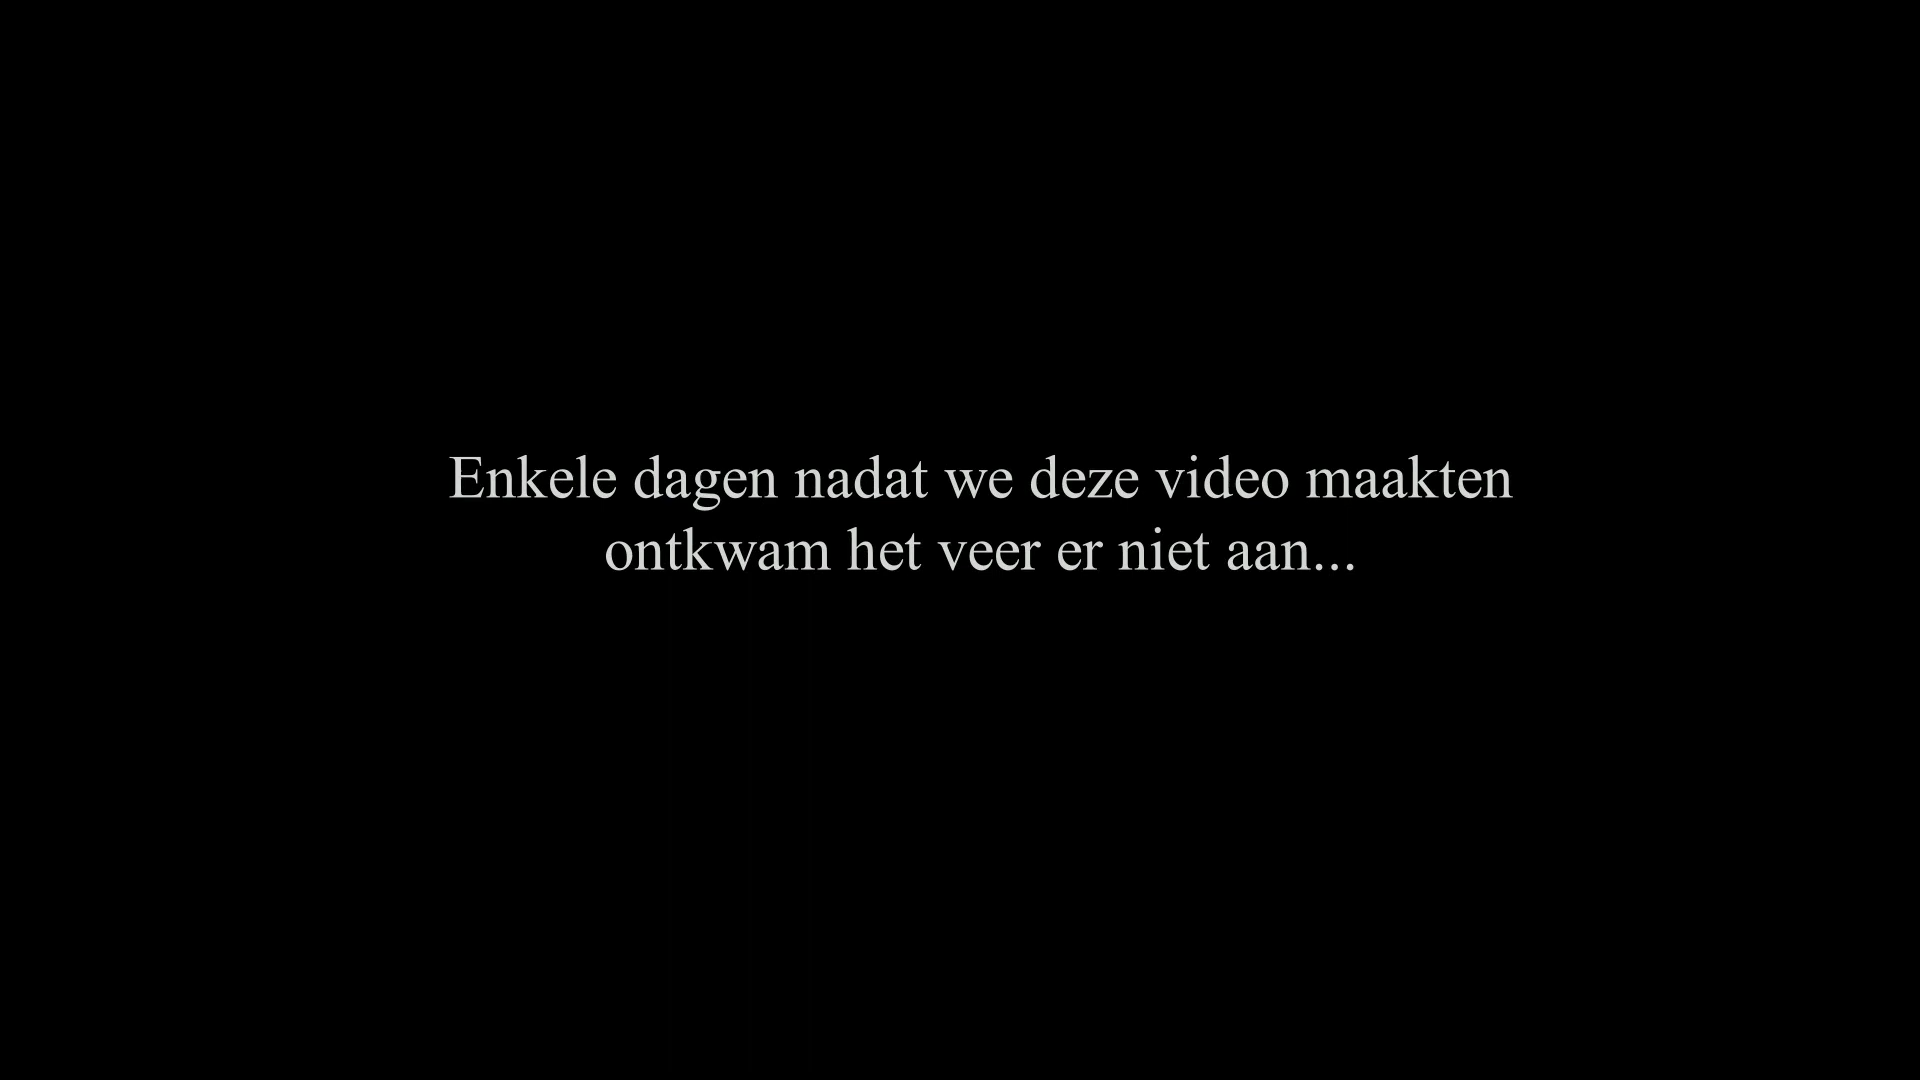 Enkele dagen nadat we deze video maakten
ontkwam het veer er niet aan...